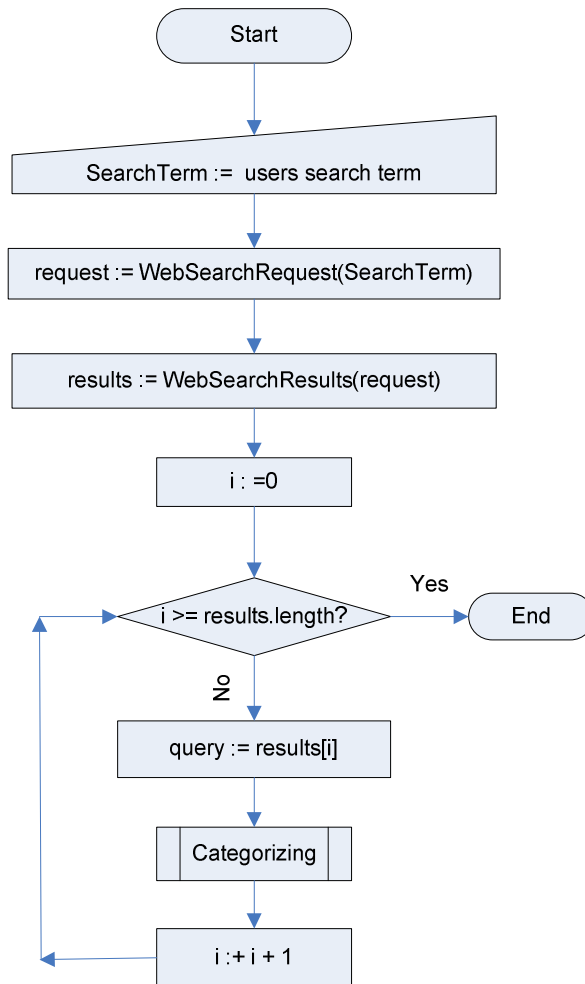 Start
SearchTerm := users search term
request := WebSearchRequest(SearchTerm)
results := WebSearchResults(request)
i : =0
i >= results.length?
Yes
End
No
query := results[i]
Categorizing
i :+ i + 1